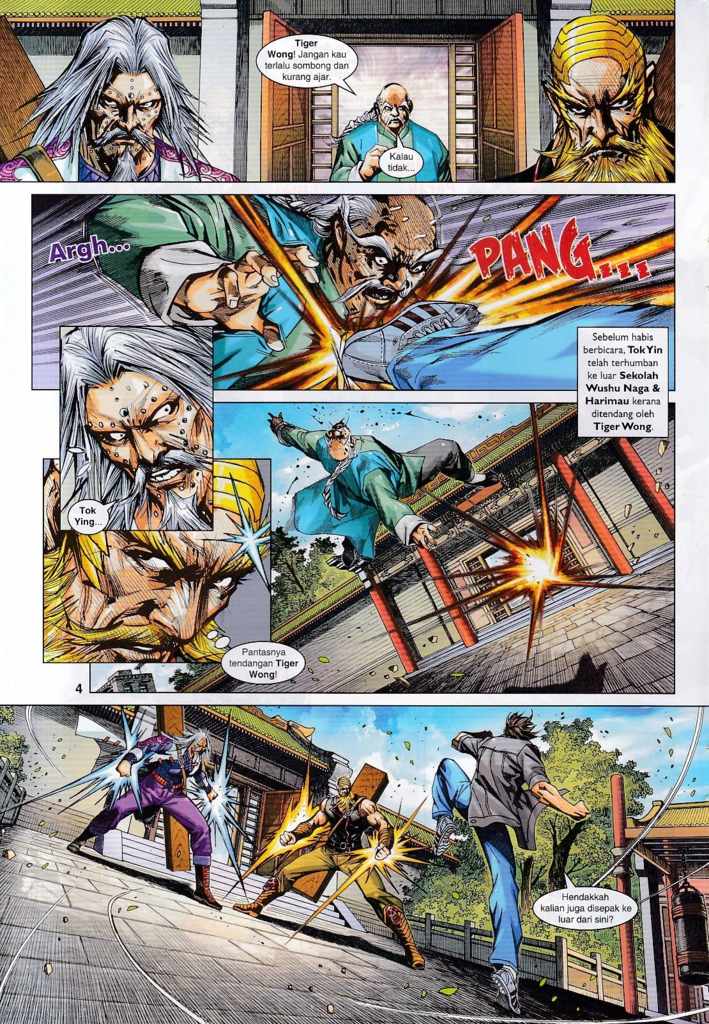 Tiger
Wong! Jangan kau
terlalu sombong dan
kurang ajar.
Kalau
tidak...
Argh...
PANG...
Sebelum habis
berbicara, Tok Yin
telah terhumban
ke luar Sekolah
Wushu Naga &
Harimau kerana
ditendang oleh
Tiger Wong.
Tok
Ying...
Pantasnya
tendangan Tiger
Wong!
4
Hendakkah
kalian juga disepak ke
luar dari sini?